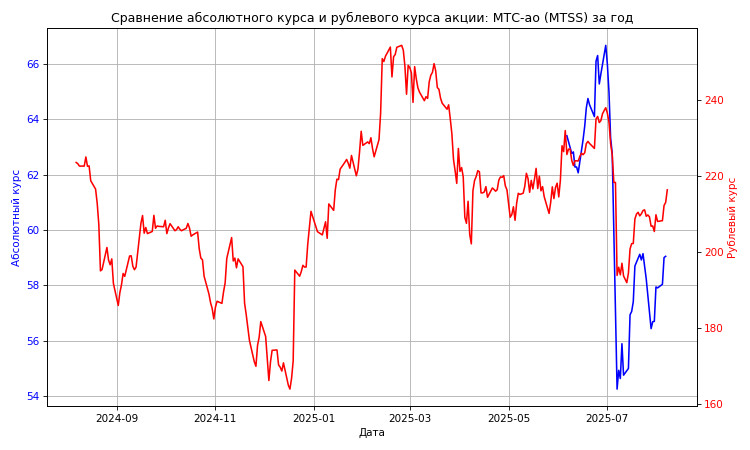 Сравнение абсолютного курса и рублевого курса акции: МТС-ао (MTSS) за год
66
64
62
60
58
56
54
Абсолютный курс
240
220
200
180
160
Рублевый курс
2024-09 2024-11 2025-01 2025-03 2025-05 2025-07
Дата